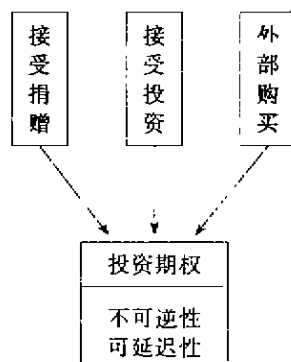 接受捐赠
接受投资
外部购买
投资期权
不可逆性
可延迟性